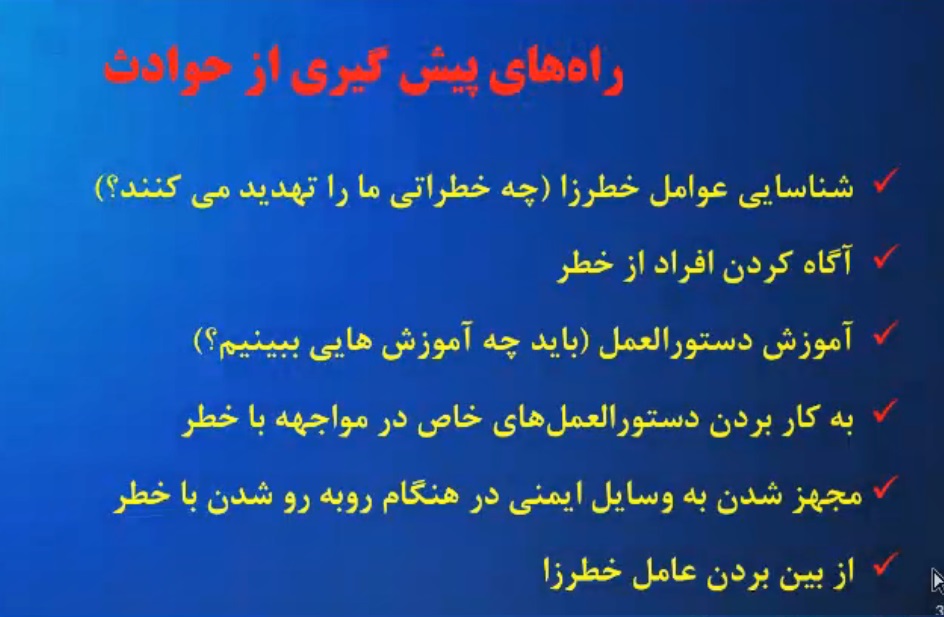 راه‌های پیش گیری از حوادث
✓ شناسایی عوامل خطرزا (چه خطراتی ما را تهدید می کنند؟)
✓ آگاه کردن افراد از خطر
✓ آموزش دستورالعمل (باید چه آموزش هایی ببینیم؟)
✓ به کار بردن دستورالعمل‌های خاص در مواجهه با خطر
✓ مجهز شدن به وسایل ایمنی در هنگام روبه رو شدن با خطر
✓ از بین بردن عامل خطرزا
3